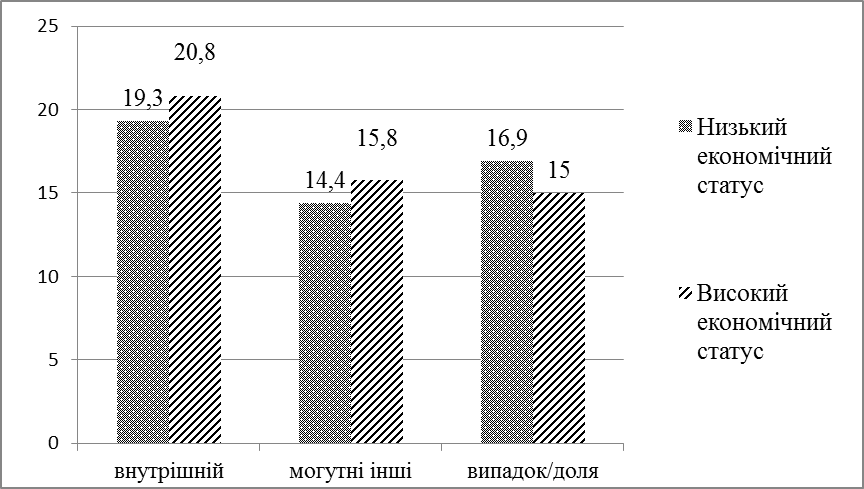 25
20
15
10
5
0
19,3
20,8
14,4
15,8
16,9
15
внутрішній
могутні інші
випадок/доля
Низький
економічний
статус
Високий
економічний
статус